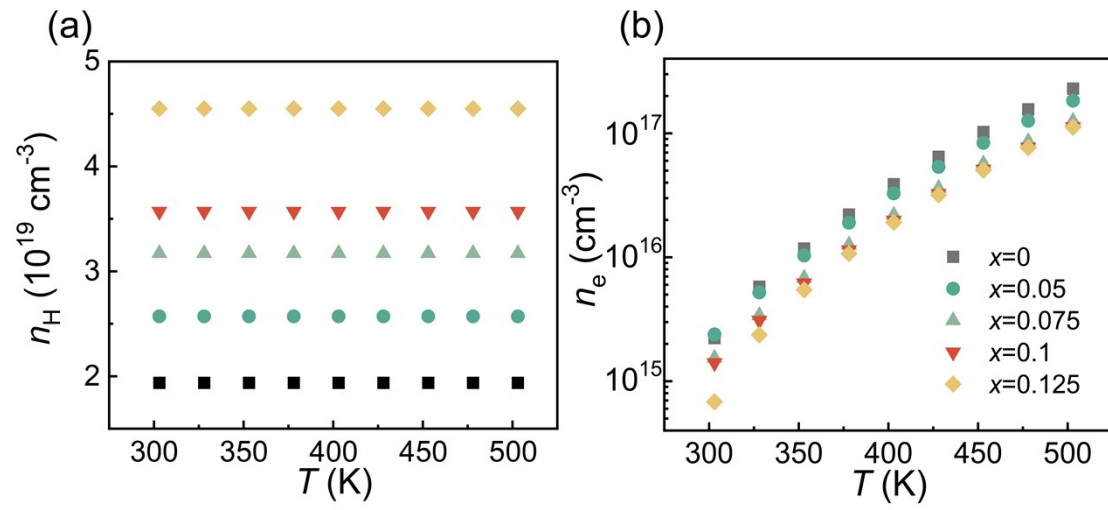 (a)
5
4
3
2
n_H (10^19 cm^-3)
300 350 400 450 500
T (K)
(b)
10^17
10^16
10^15
n_e (cm^-3)
x=0
x=0.05
x=0.075
x=0.1
x=0.125
300 350 400 450 500
T (K)